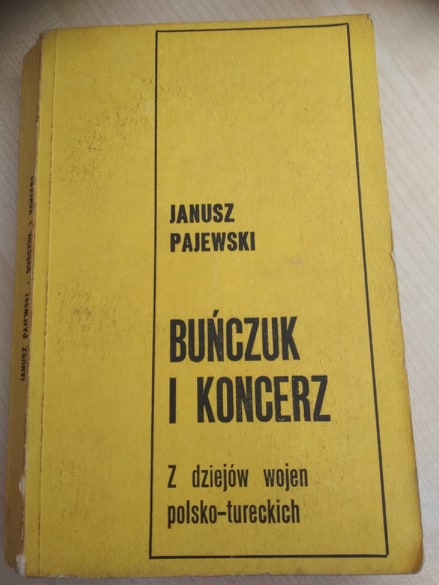 JANUSZ
PAJEWSKI
BUŃCZUK
I KONCERZ
Z dziejów wojen
polsko-tureckich
JANUSZ PAJEWSKI - BUŃCZUK I KONCERZ